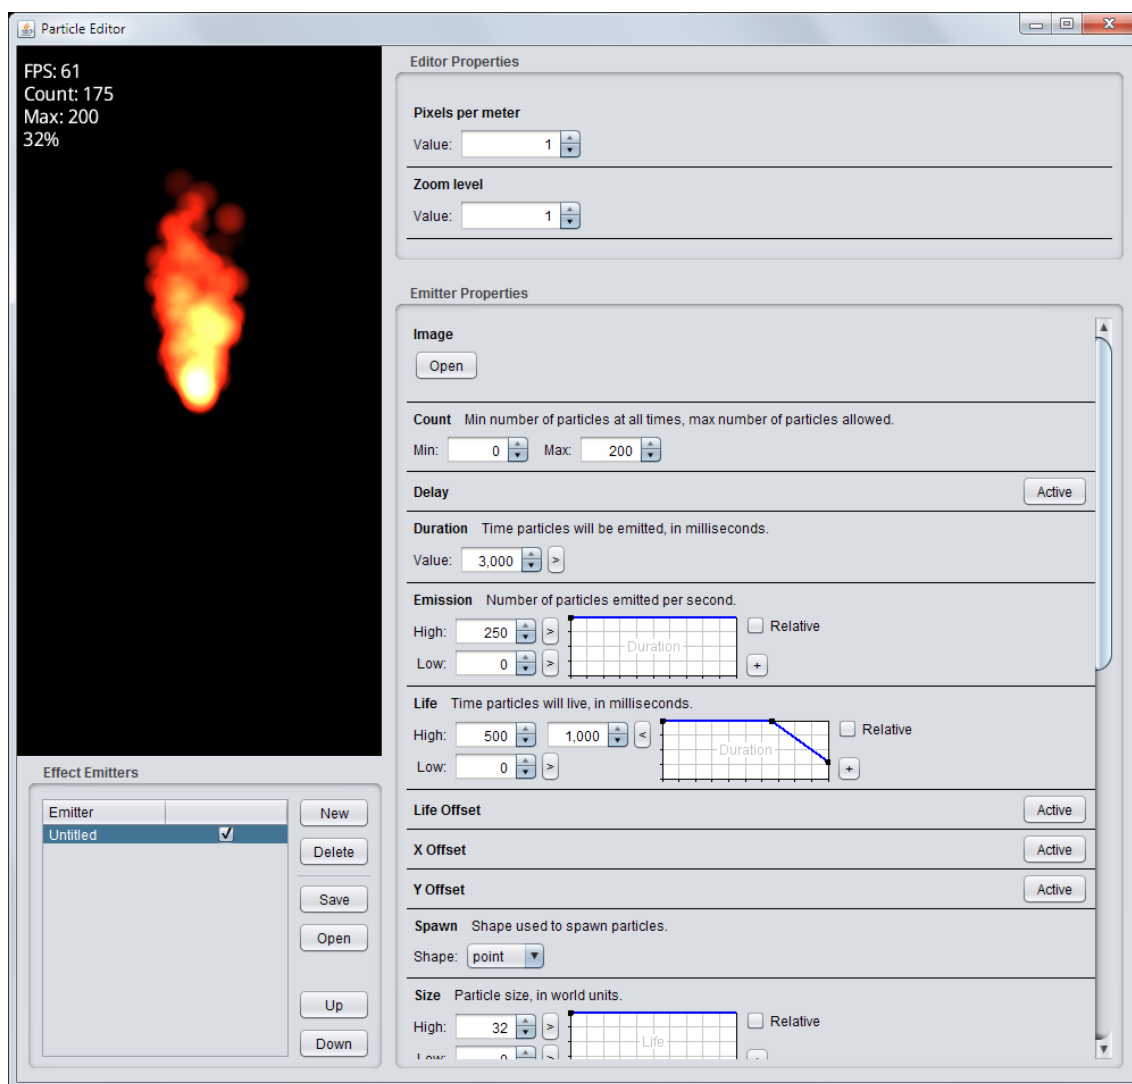 Particle Editor
FPS: 61
Count: 175
Max: 200
32%
Editor Properties
Pixels per meter
Value: 1
Zoom level
Value: 1
Emitter Properties
Image
Open
Count Min number of particles at all times, max number of particles allowed.
Min: 0 Max: 200
Delay Active
Duration Time particles will be emitted, in milliseconds.
Value: 3,000 >
Emission Number of particles emitted per second.
High: 250 > Duration Relative
Low: 0 > +
Life Time particles will live, in milliseconds.
High: 500 1,000 < Duration Relative
Low: 0 > +
Life Offset Active
X Offset Active
Y Offset Active
Spawn Shape used to spawn particles.
Shape: point
Size Particle size, in world units.
High: 32 > Life Relative
Low: 0 > +
Effect Emitters
Emitter
Untitled
New
Delete
Save
Open
Up
Down